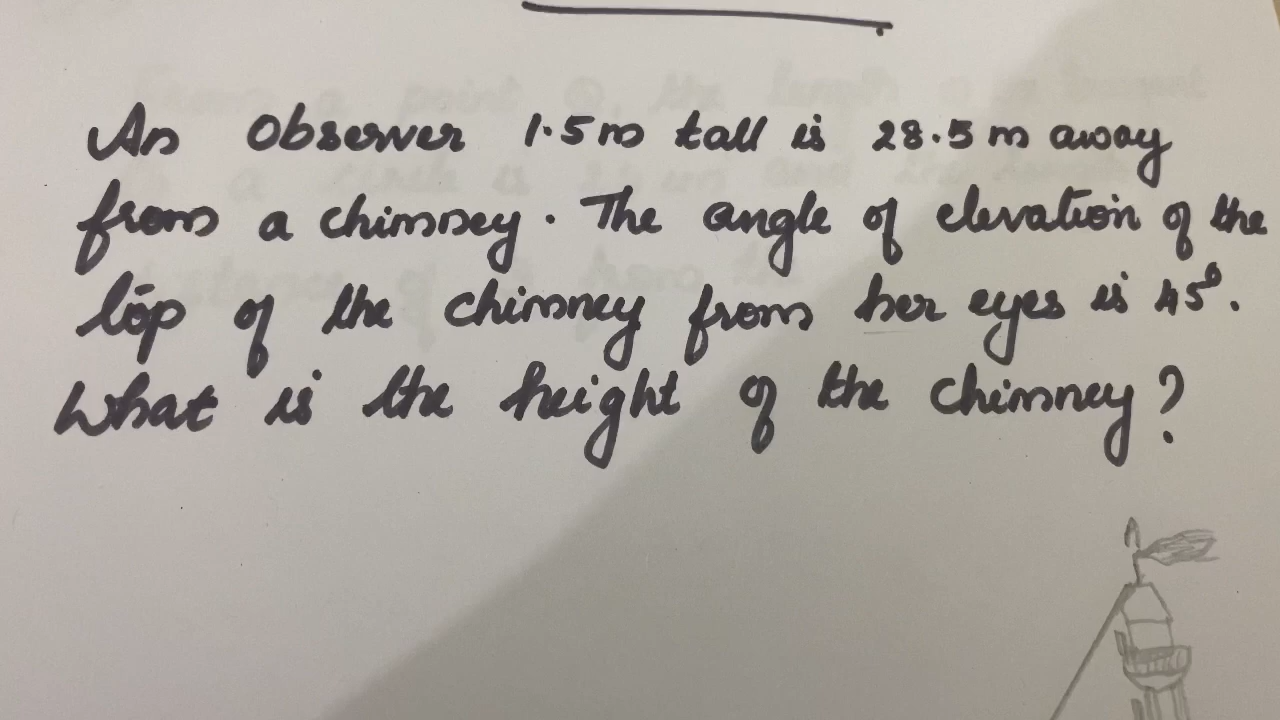 An Observer 1.5m tall is 28.5m away
from a chimney. The angle of elevation of the
top of the chimney from her eyes is 45°.
What is the height of the chimney?